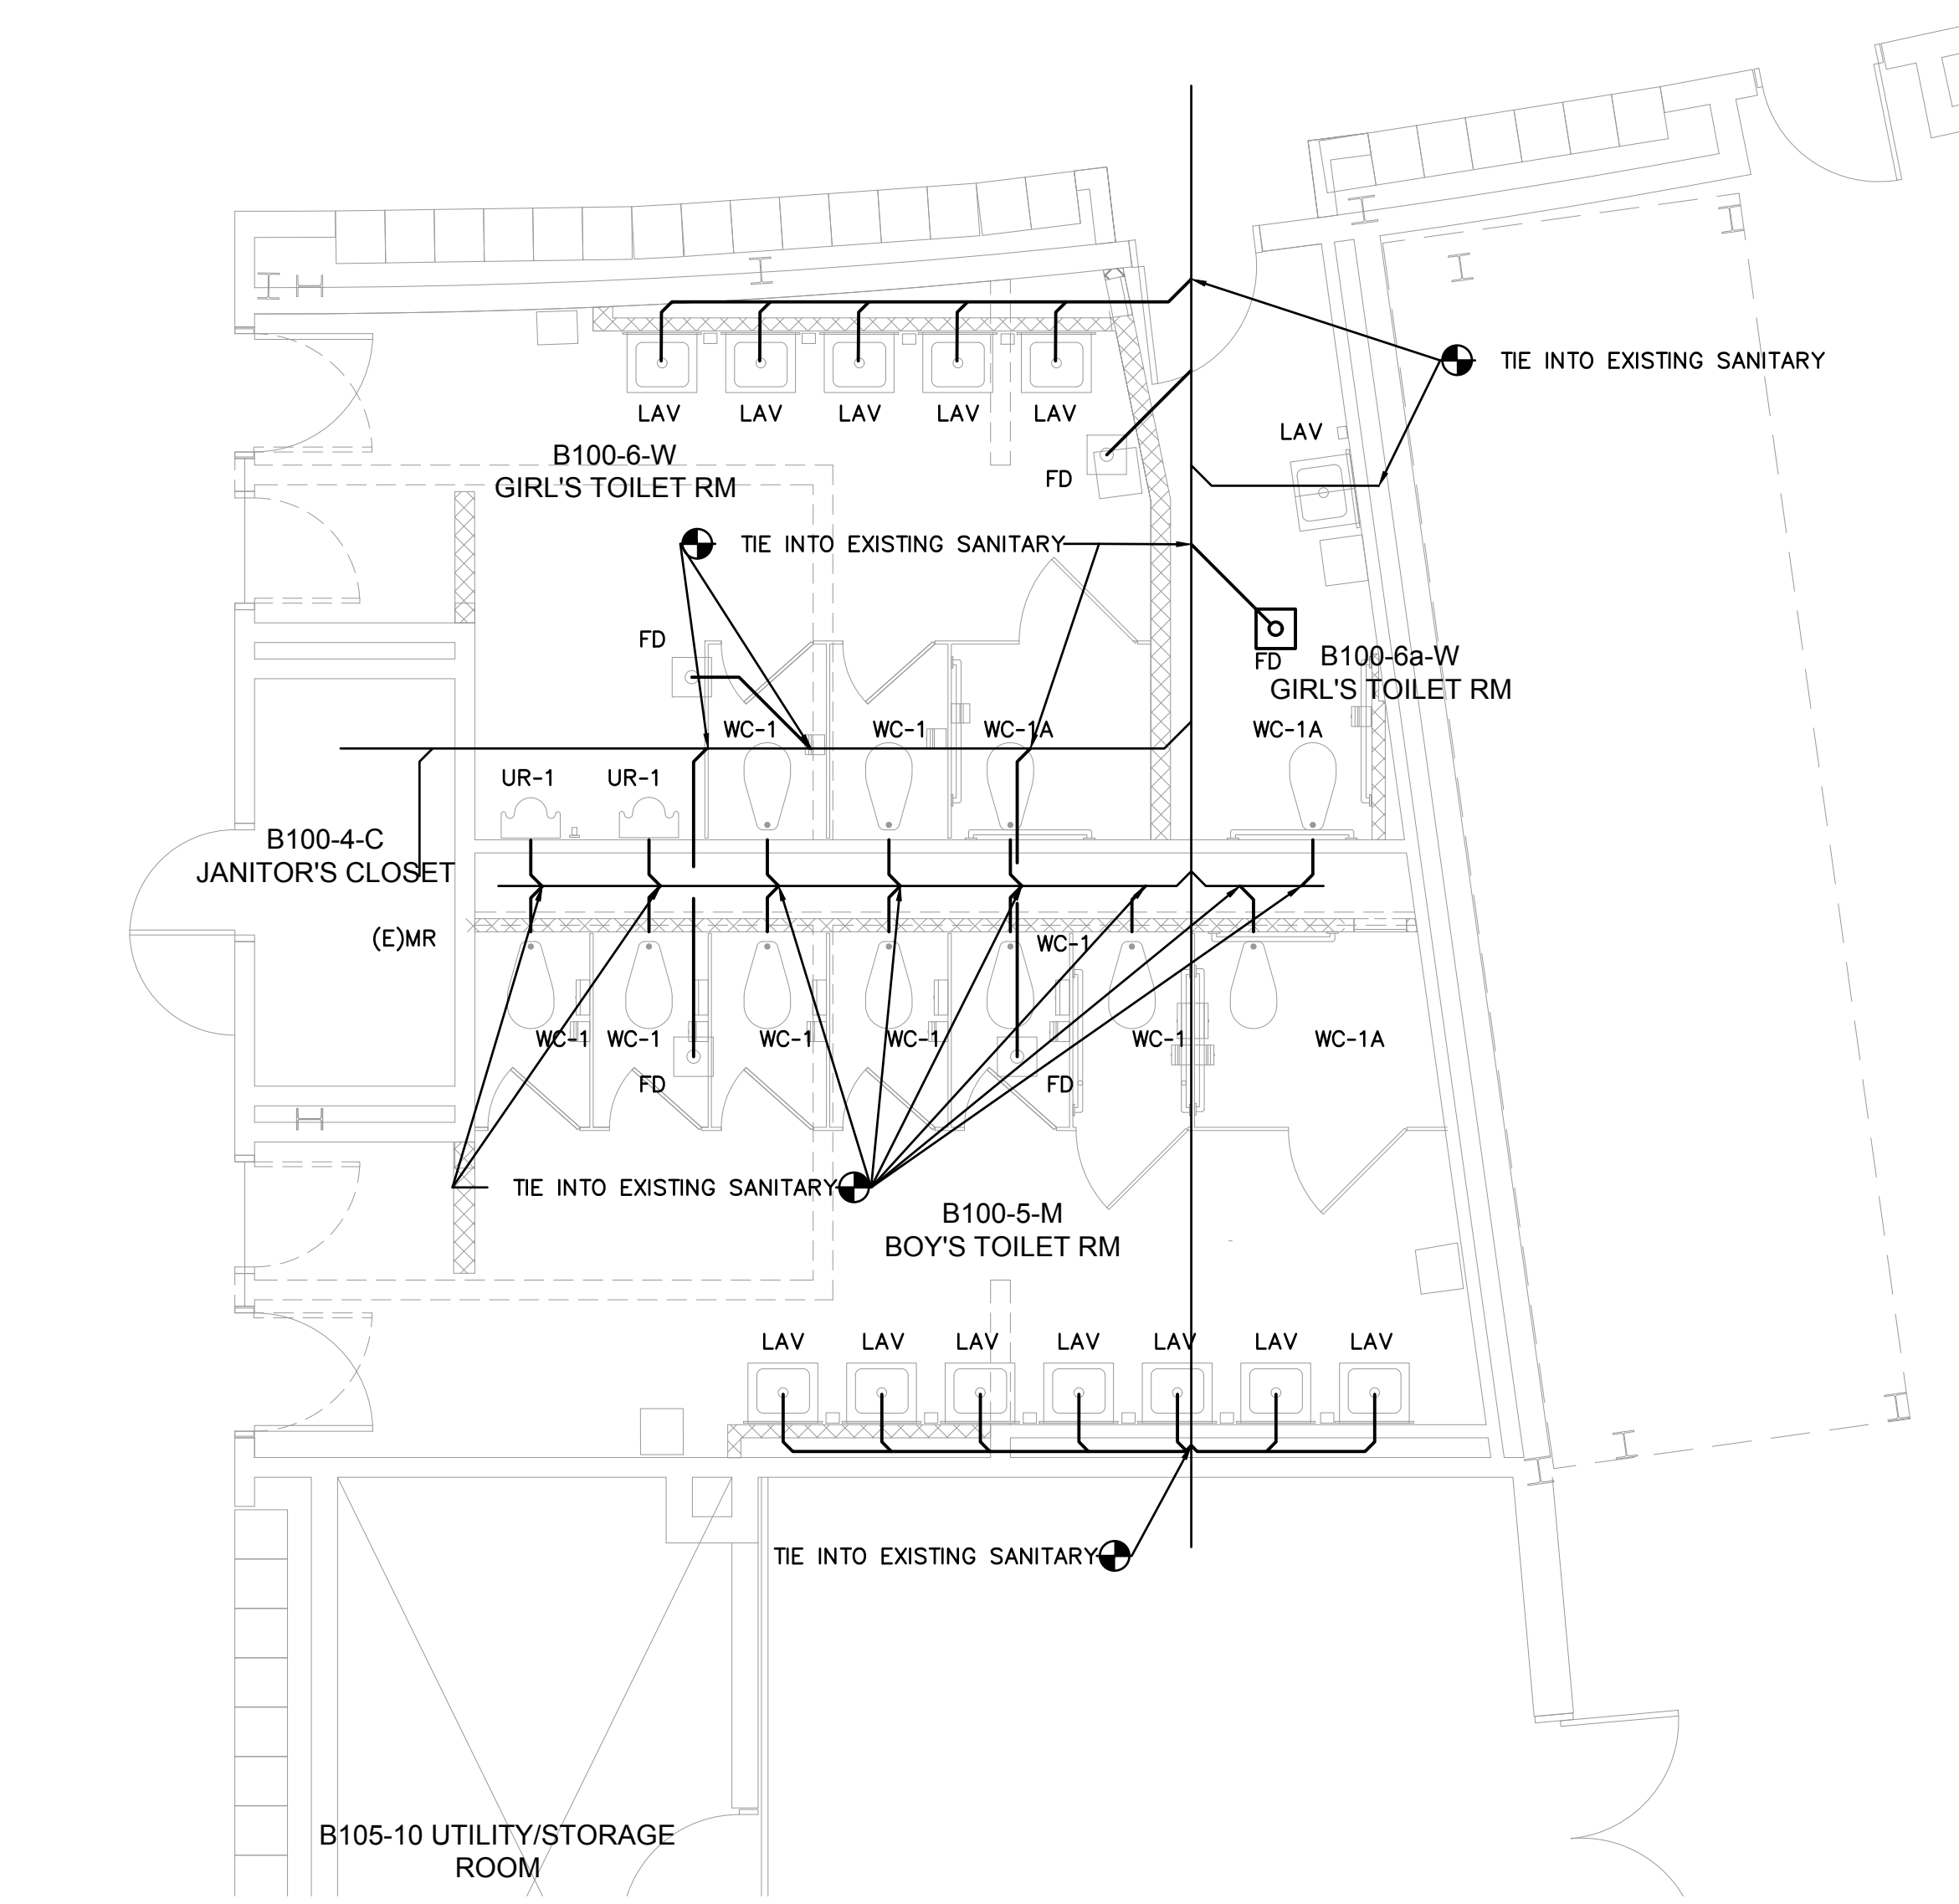 TIE INTO EXISTING SANITARY
LAV LAV LAV LAV LAV
LAV
B100-6-W
GIRL'S TOILET RM
FD
TIE INTO EXISTING SANITARY
FD
B100-6a-W
GIRL'S TOILET RM
FD
WC-1 WC-1 WC-1A WC-1A
UR-1 UR-1
B100-4-C
JANITOR'S CLOSET
(E)MR
WC-1
WC-1 WC-1 WC-1 WC-1 WC-1 WC-1A
FD FD
TIE INTO EXISTING SANITARY
B100-5-M
BOY'S TOILET RM
LAV LAV LAV LAV LAV LAV LAV
TIE INTO EXISTING SANITARY
B105-10 UTILITY/STORAGE
ROOM